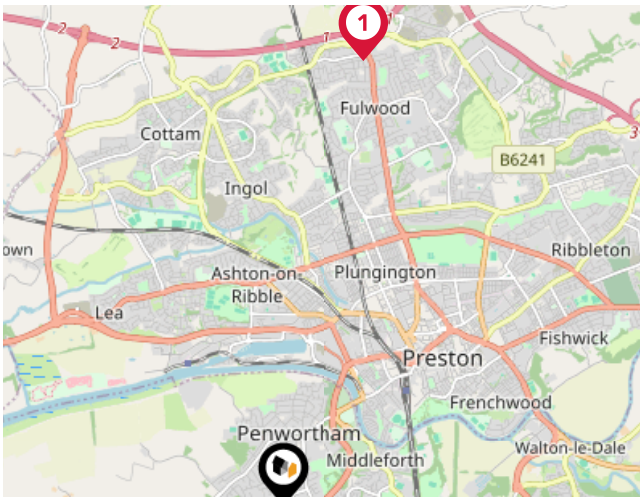 1
2
2
1
1
Fulwood
Cottam
3
B6241
Ingol
own
Ribbleton
Ashton-on-
Ribble
Plungington
Lea
Fishwick
Preston
Frenchwood
Penwortham
Middleforth
Walton-le-Dale